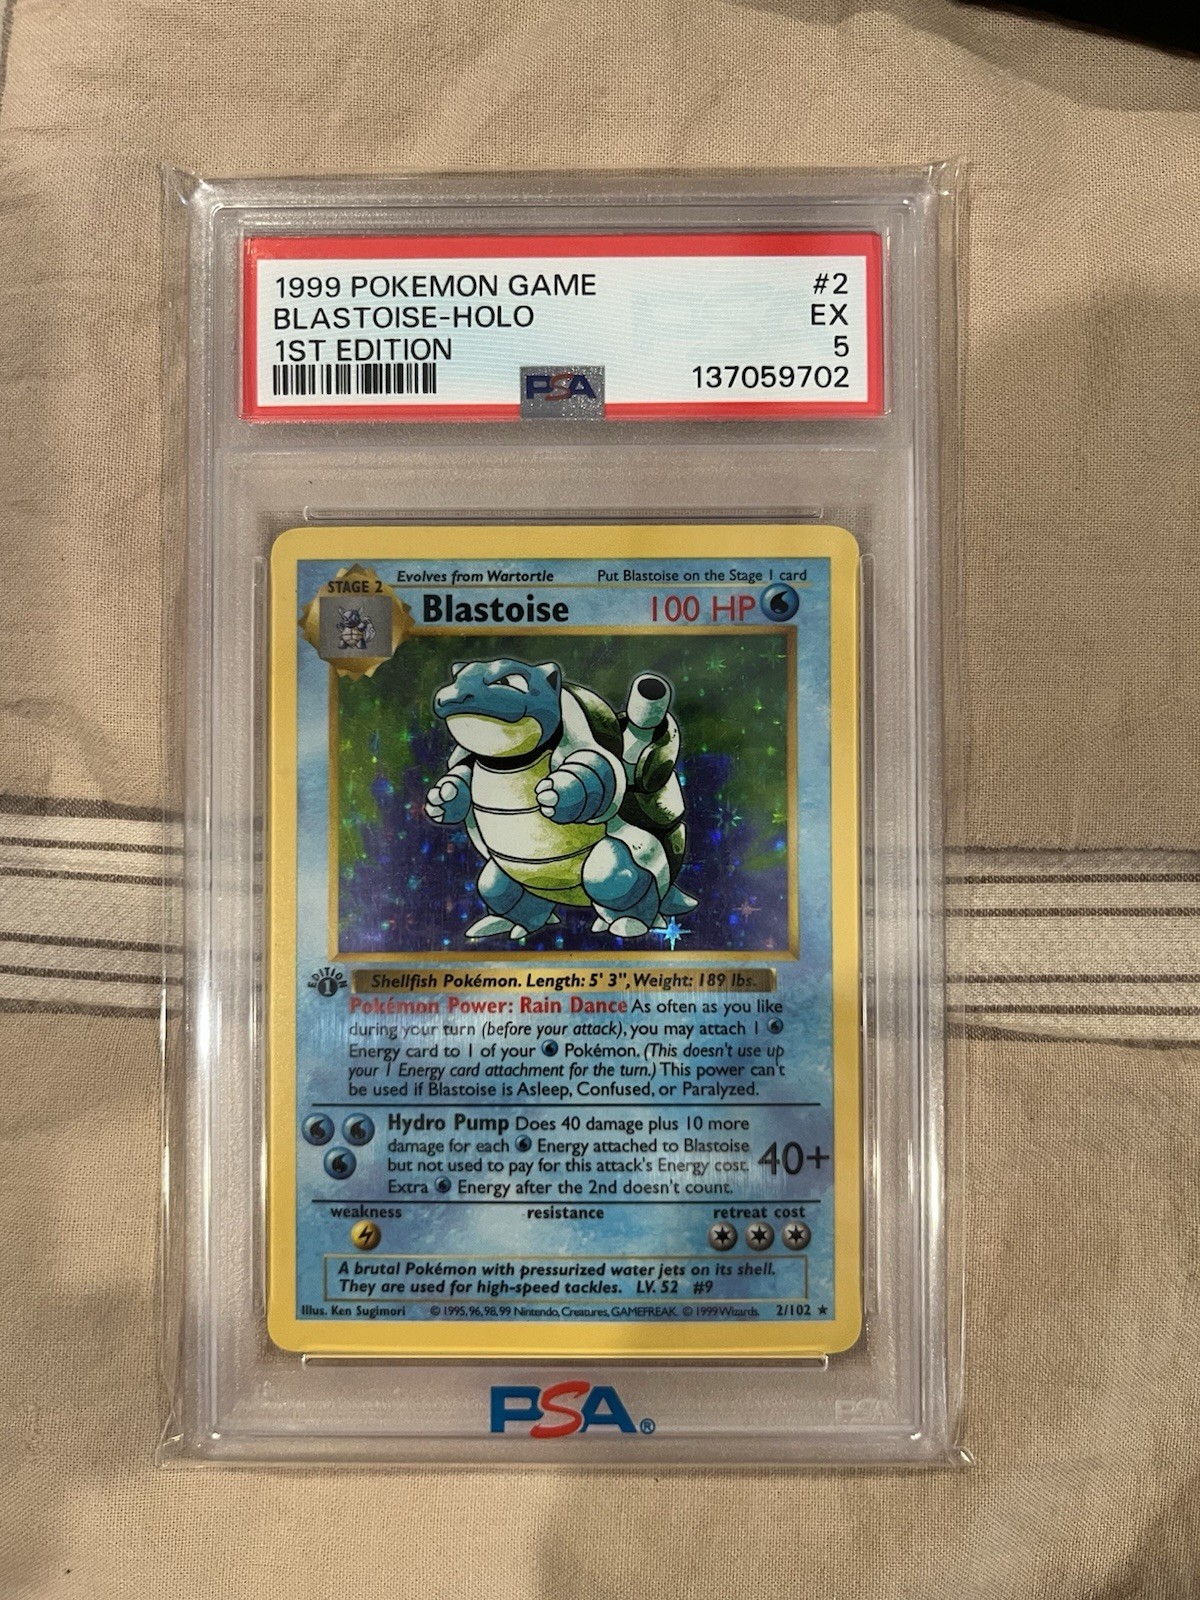 1999 POKEMON GAME #2
BLASTOISE-HOLO EX
1ST EDITION 5
PSA 137059702
STAGE 2 Evolves from Wartortle Put Blastoise on the Stage 1 card
Blastoise 100 HP
EDITION 1
Shellfish Pokémon. Length: 5' 3", Weight: 189 lbs.
Pokémon Power: Rain Dance As often as you like
during your turn (before your attack), you may attach 1
Energy card to 1 of your Pokémon. (This doesn't use up
your 1 Energy card attachment for the turn.) This power can't
be used if Blastoise is Asleep, Confused, or Paralyzed.
Hydro Pump Does 40 damage plus 10 more
damage for each Energy attached to Blastoise
but not used to pay for this attack's Energy cost.
Extra Energy after the 2nd doesn't count.
40+
weakness resistance retreat cost
A brutal Pokémon with pressurized water jets on its shell.
They are used for high-speed tackles. LV. 52 #9
Illus. Ken Sugimori © 1995, 96, 98, 99 Nintendo, Creatures, GAMEFREAK. © 1999 Wizards. 2/102 ★
PSA®
PSA